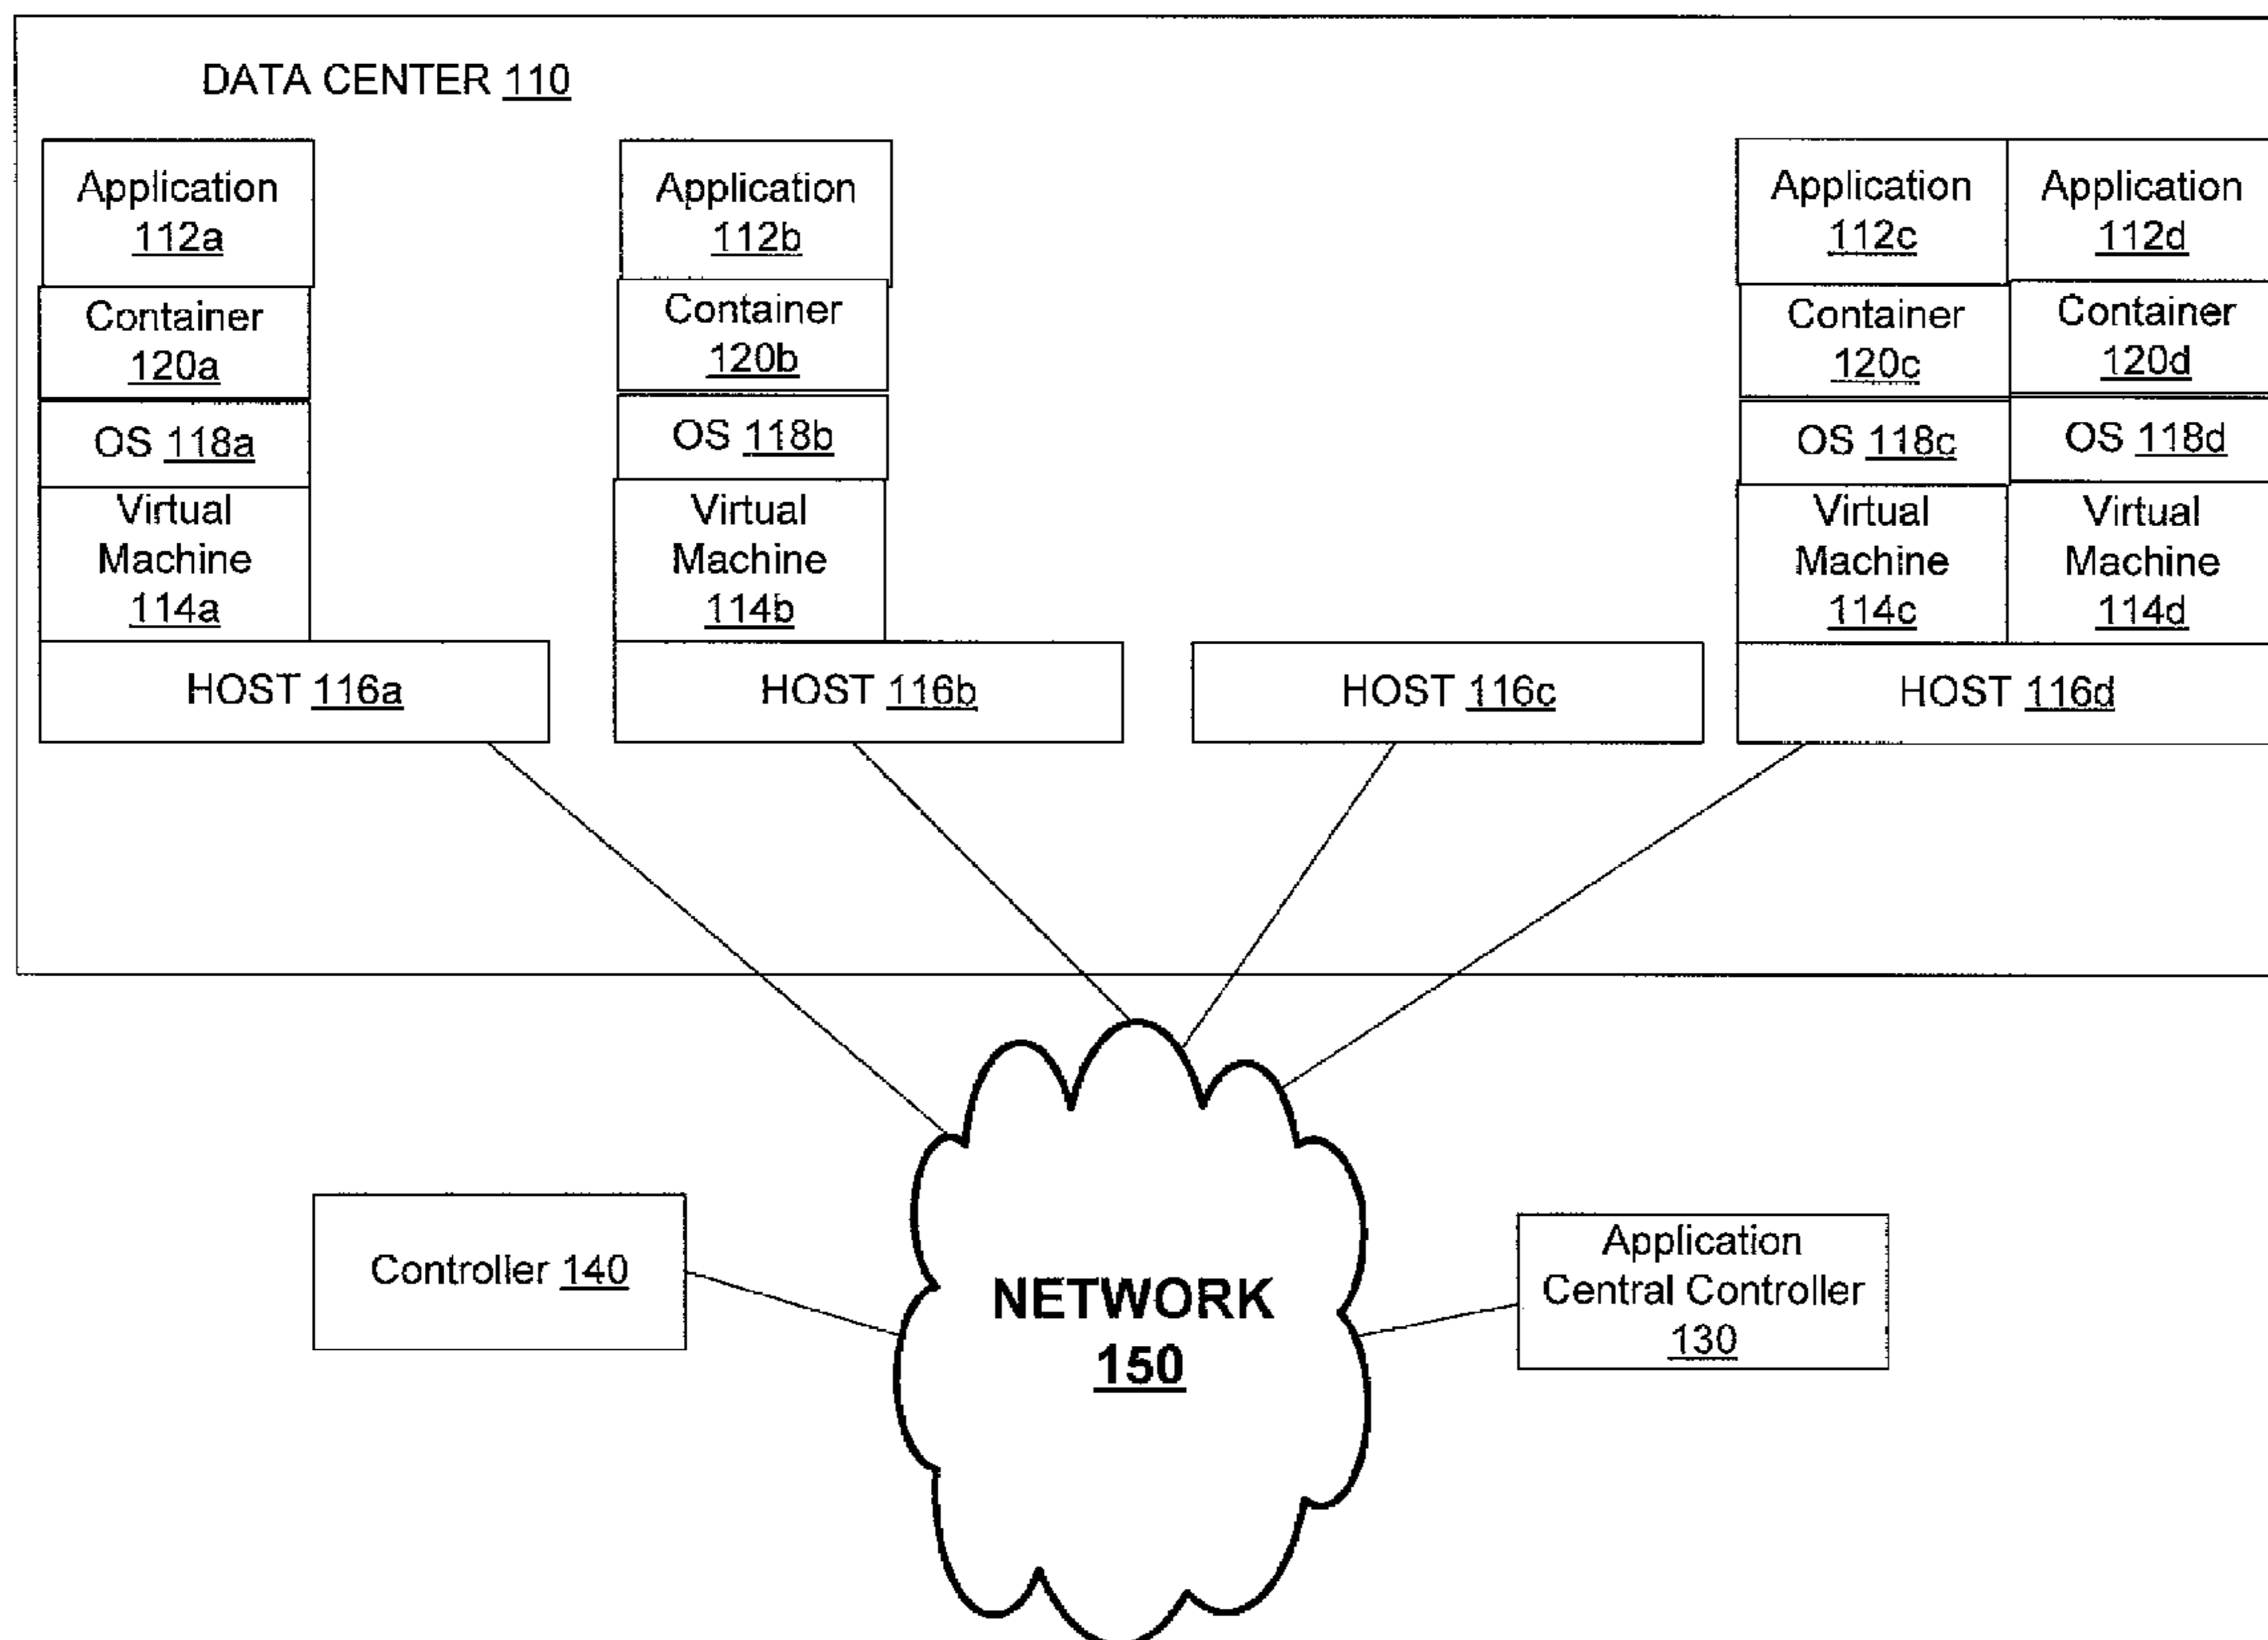 DATA CENTER 110
Application
112a
Container
120a
OS 118a
Virtual
Machine
114a
HOST 116a
Application
112b
Container
120b
OS 118b
Virtual
Machine
114b
HOST 116b
HOST 116c
Application
112c
Container
120c
OS 118c
Virtual
Machine
114c
Application
112d
Container
120d
OS 118d
Virtual
Machine
114d
HOST 116d
Controller 140
NETWORK
150
Application
Central Controller
130